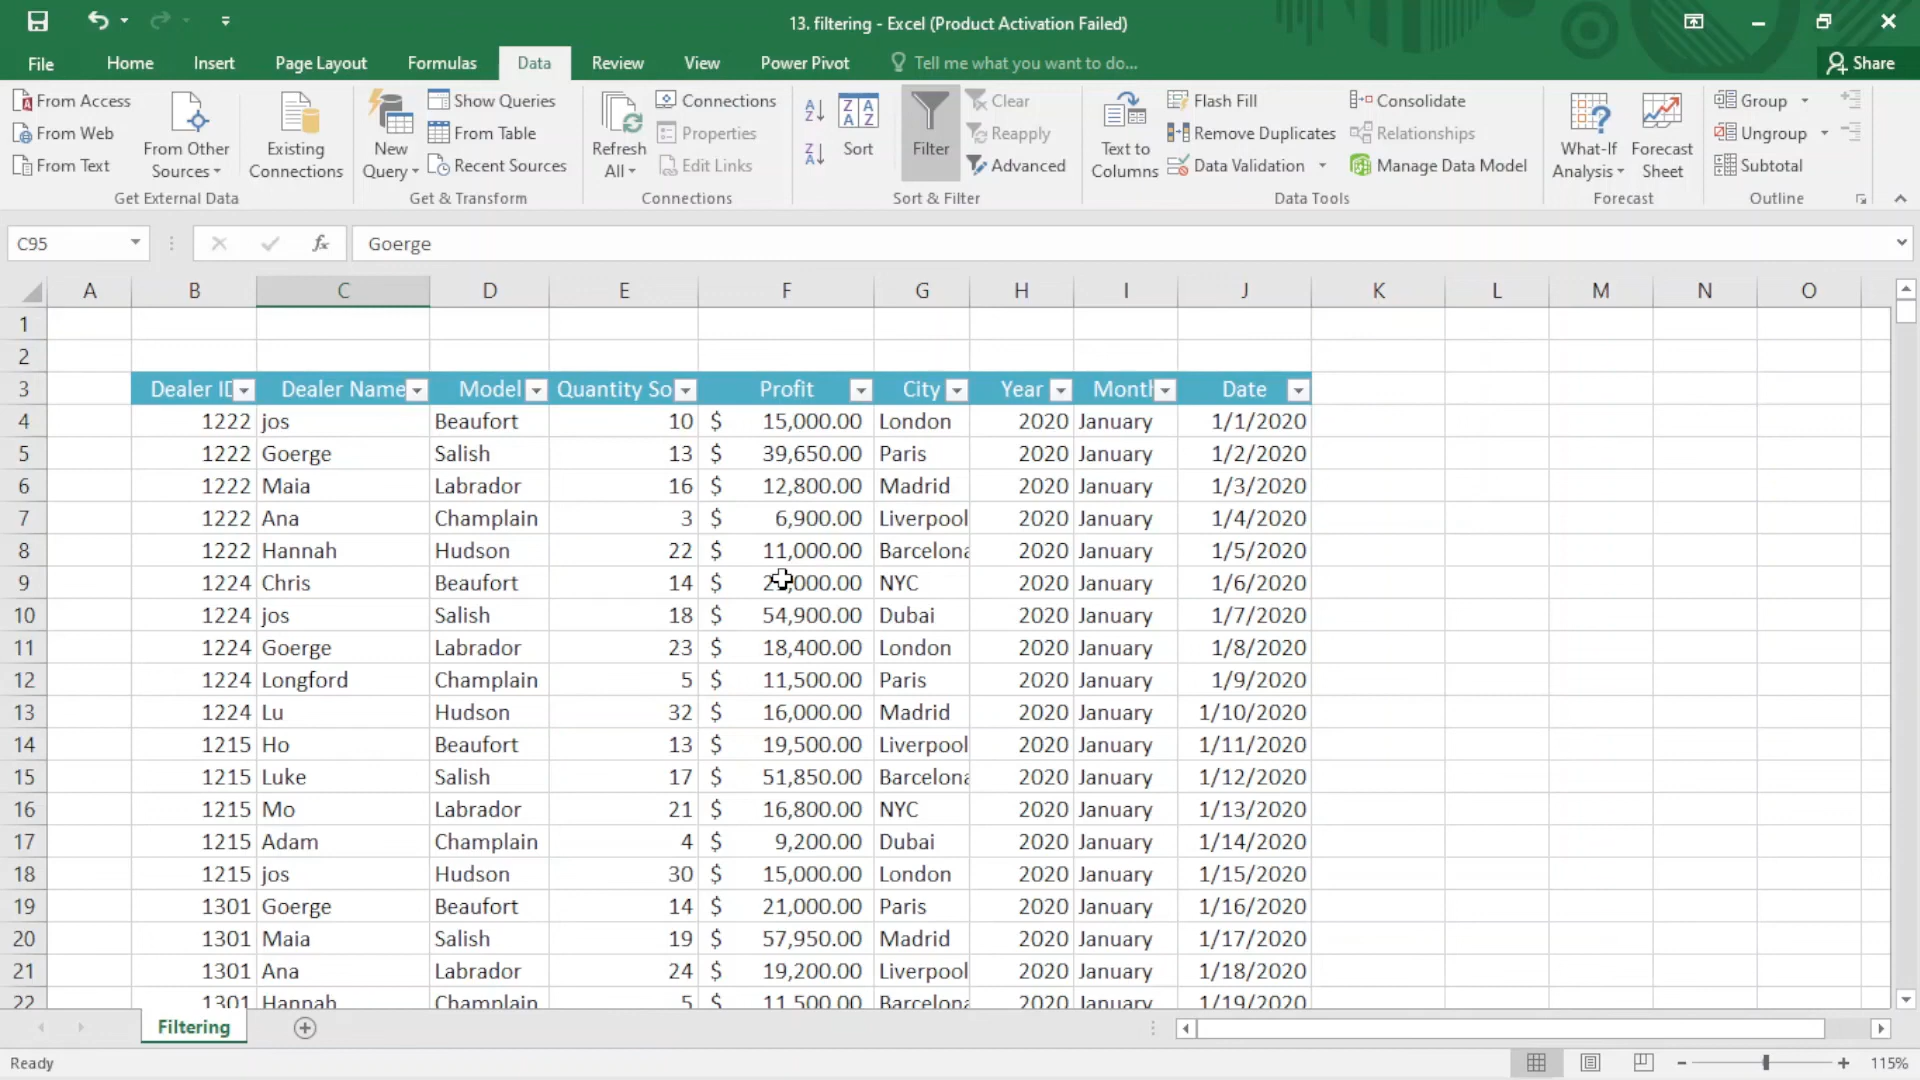 13. filtering - Excel (Product Activation Failed)
File Home Insert Page Layout Formulas Data Review View Power Pivot Tell me what you want to do... Share
From Access
From Web
From Text
From Other Sources
Existing Connections
Get External Data
New Query
Show Queries
From Table
Recent Sources
Get & Transform
Refresh All
Connections
Properties
Edit Links
Connections
Sort
Filter
Clear
Reapply
Advanced
Sort & Filter
Text to Columns
Flash Fill
Remove Duplicates
Data Validation
Consolidate
Relationships
Manage Data Model
Data Tools
What-If Analysis
Forecast Sheet
Forecast
Group
Ungroup
Subtotal
Outline
C95 fx Goerge
A B C D E F G H I J K L M N O
1
2
3 Dealer ID Dealer Name Model Quantity So Profit City Year Month Date
4 1222 jos Beaufort 10 $ 15,000.00 London 2020 January 1/1/2020
5 1222 Goerge Salish 13 $ 39,650.00 Paris 2020 January 1/2/2020
6 1222 Maia Labrador 16 $ 12,800.00 Madrid 2020 January 1/3/2020
7 1222 Ana Champlain 3 $ 6,900.00 Liverpool 2020 January 1/4/2020
8 1222 Hannah Hudson 22 $ 11,000.00 Barcelona 2020 January 1/5/2020
9 1224 Chris Beaufort 14 $ NYC 2020 January 1/6/2020
10 1224 jos Salish 18 $ 54,900.00 Dubai 2020 January 1/7/2020
11 1224 Goerge Labrador 23 $ 18,400.00 London 2020 January 1/8/2020
12 1224 Longford Champlain 5 $ 11,500.00 Paris 2020 January 1/9/2020
13 1224 Lu Hudson 32 $ 16,000.00 Madrid 2020 January 1/10/2020
14 1215 Ho Beaufort 13 $ 19,500.00 Liverpool 2020 January 1/11/2020
15 1215 Luke Salish 17 $ 51,850.00 Barcelona 2020 January 1/12/2020
16 1215 Mo Labrador 21 $ 16,800.00 NYC 2020 January 1/13/2020
17 1215 Adam Champlain 4 $ 9,200.00 Dubai 2020 January 1/14/2020
18 1215 jos Hudson 30 $ 15,000.00 London 2020 January 1/15/2020
19 1301 Goerge Beaufort 14 $ 21,000.00 Paris 2020 January 1/16/2020
20 1301 Maia Salish 19 $ 57,950.00 Madrid 2020 January 1/17/2020
21 1301 Ana Labrador 24 $ 19,200.00 Liverpool 2020 January 1/18/2020
22 1301 Hannah Champlain 5 $ 11,500.00 Barcelona 2020 January 1/19/2020
Filtering
Ready 115%